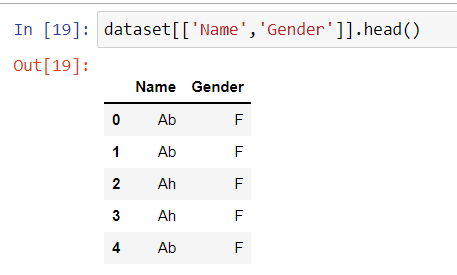 In [19]: dataset[['Name','Gender']].head()
Out[19]:
Name Gender
0 Ab F
1 Ab F
2 Ah F
3 Ah F
4 Ab F